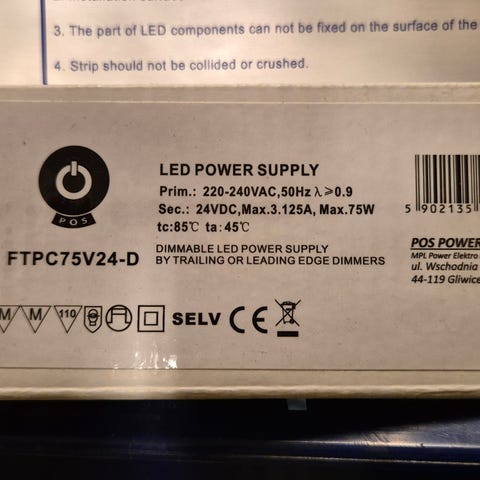 3. The part of LED components can not be fixed on the surface of the
4. Strip should not be collided or crushed.
POS
FTPC75V24-D
LED POWER SUPPLY
Prim.: 220-240VAC,50Hz λ≥0.9
Sec.: 24VDC,Max.3.125A, Max.75W
tc:85℃ ta:45℃
DIMMABLE LED POWER SUPPLY
BY TRAILING OR LEADING EDGE DIMMERS
5 902135
POS POWER
MPL Power Elektro
ul. Wschodnia
44-119 Gliwice
M M 110 SELV CE